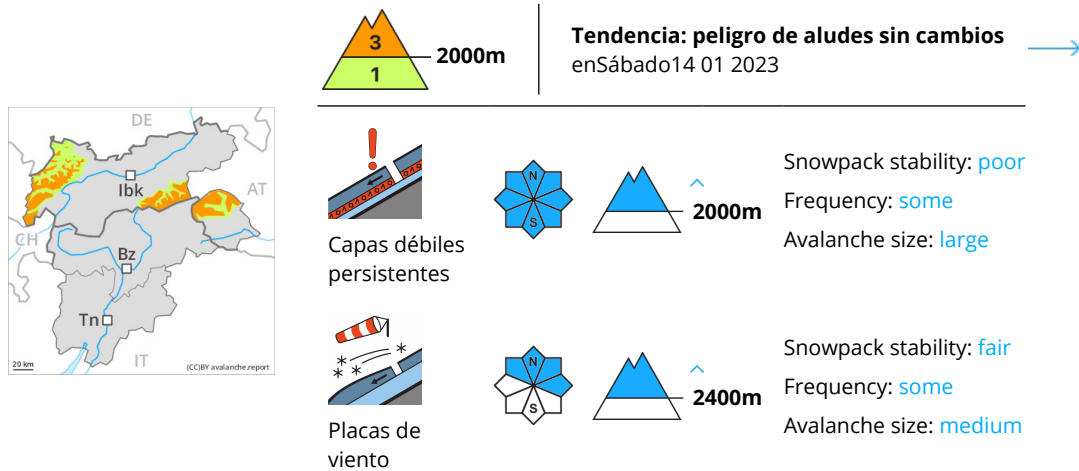 3
1
2000m
Tendencia: peligro de aludes sin cambios
enSábado14 01 2023
DE
Ibk
AT
CH
Bz
Tn
IT
20 km
(CC)BY avalanche.report
Capas débiles
persistentes
N
S
2000m
Snowpack stability: poor
Frequency: some
Avalanche size: large
Placas de
viento
N
S
2400m
Snowpack stability: fair
Frequency: some
Avalanche size: medium